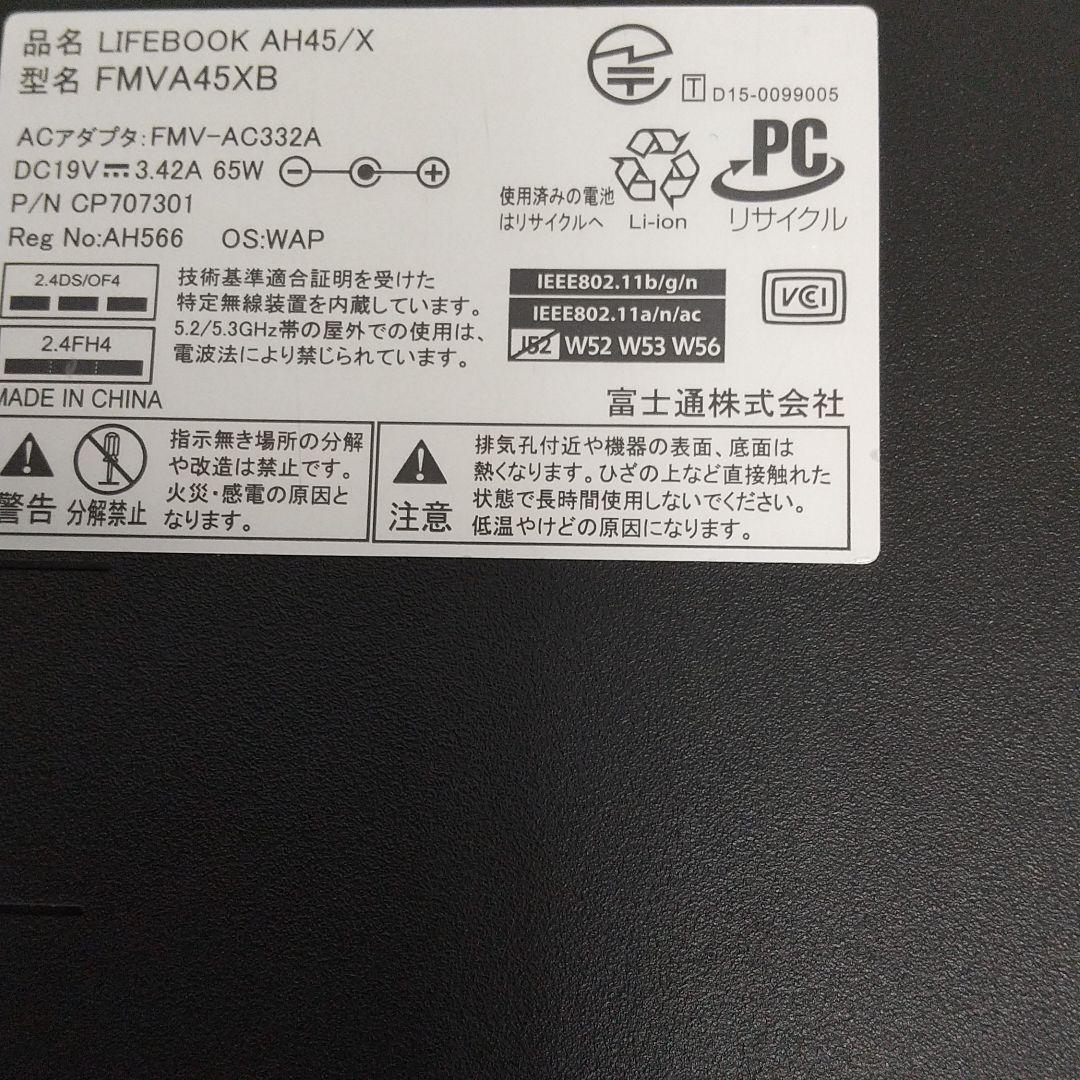 品名 LIFEBOOK AH45/X
型名 FMVA45XB
T D15-0099005
ACアダプタ:FMV-AC332A
DC19V⎓3.42A 65W
P/N CP707301
Reg No:AH566 OS:WAP
使用済みの電池
はリサイクルへ
Li-ion
PC
リサイクル
2.4DS/OF4
2.4FH4
技術基準適合証明を受けた
特定無線装置を内蔵しています。
5.2/5.3GHz帯の屋外での使用は、
電波法により禁じられています。
IEEE802.11b/g/n
IEEE802.11a/n/ac
J52 W52 W53 W56
VCCI
MADE IN CHINA
富士通株式会社
警告
分解禁止
指示無き場所の分解
や改造は禁止です。
火災・感電の原因と
なります。
注意
排気孔付近や機器の表面、底面は
熱くなります。ひざの上など直接触れた
状態で長時間使用しないでください。
低温やけどの原因になります。